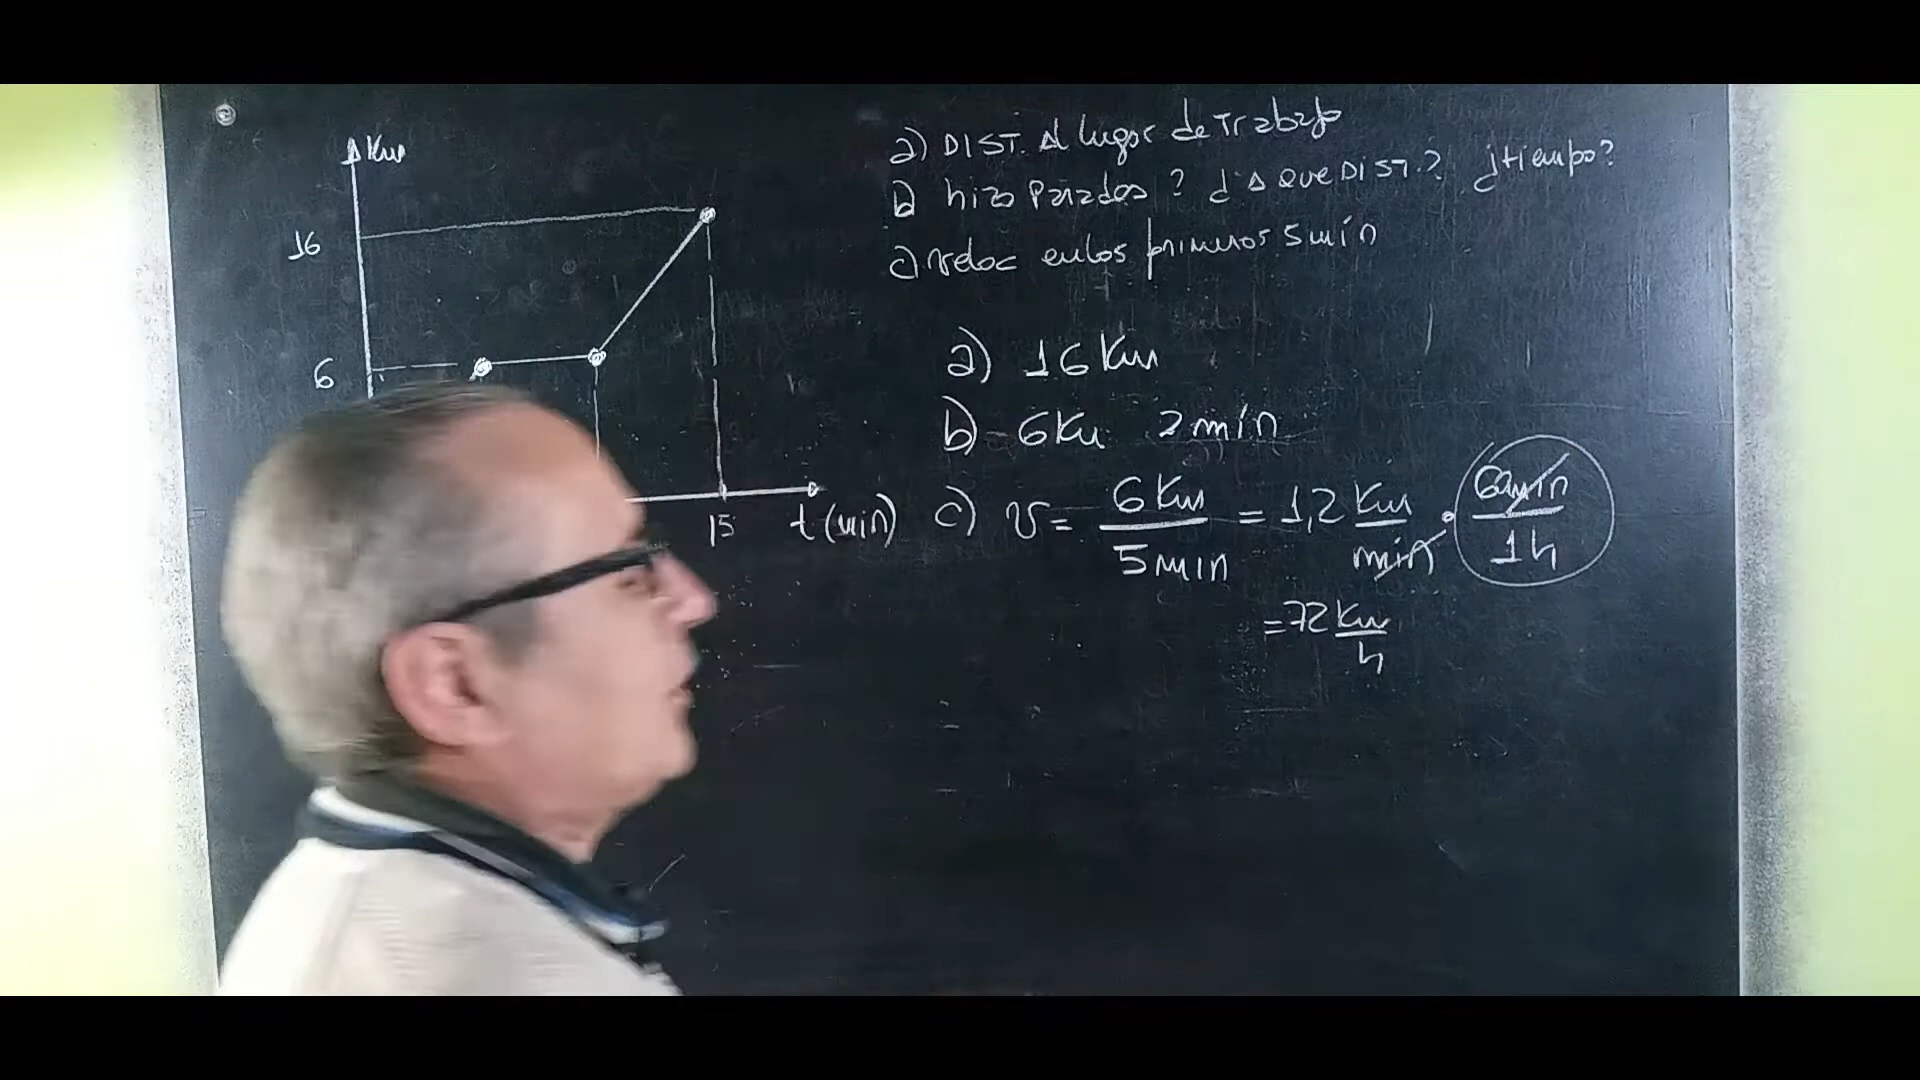 Km
16
6
15 t (min)
a) DIST. Al lugar de Trabajo
b) hizo Paradas ? ¿A QUE DIST.? ¿tiempo?
c) veloc en los primeros 5 min
a) 16 Km
b) 6 Km 2 min
c) v = 6 Km / 5 min = 1,2 Km / min · 60 min / 1 h
= 72 Km / h